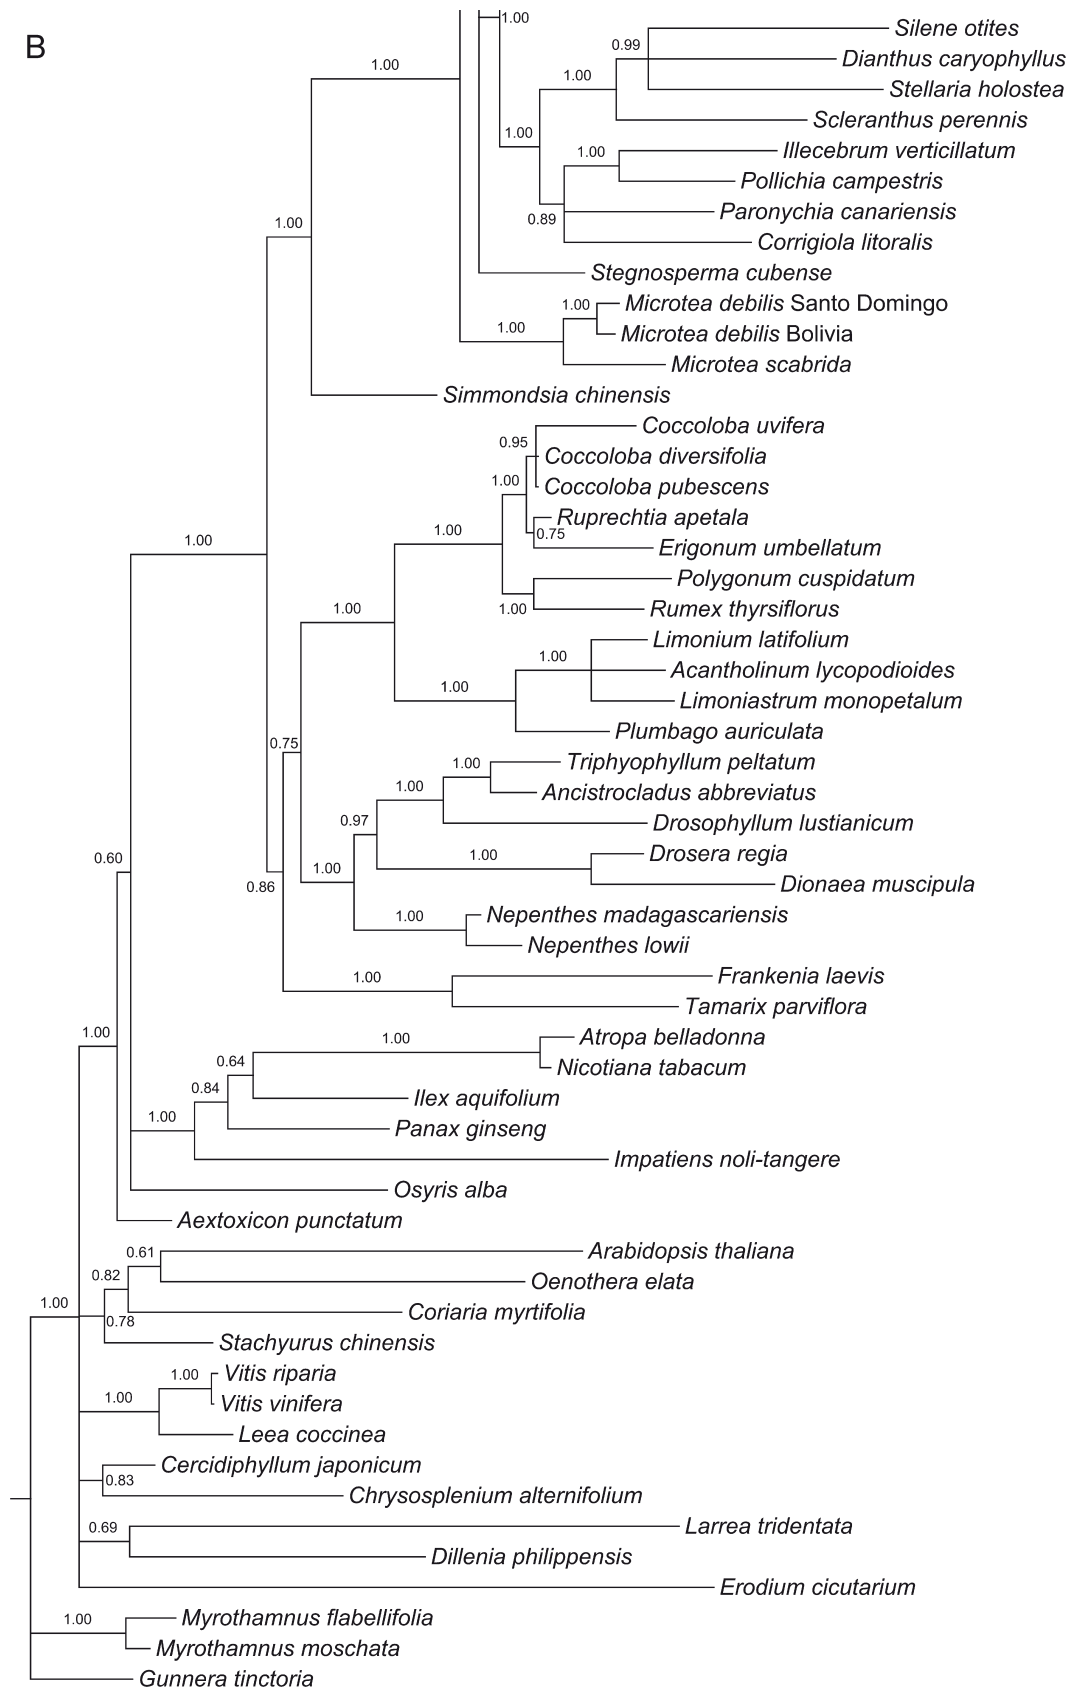 B
1.00
Silene otites
0.99
Dianthus caryophyllus
1.00
1.00
Stellaria holostea
Scleranthus perennis
1.00
1.00
Illecebrum verticillatum
Pollichia campestris
Paronychia canariensis
0.89
1.00
Corrigiola litoralis
Stegnosperma cubense
1.00
Microtea debilis Santo Domingo
1.00
Microtea debilis Bolivia
Microtea scabrida
Simmondsia chinensis
Coccoloba uvifera
0.95
Coccoloba diversifolia
1.00
Coccoloba pubescens
Ruprechtia apetala
1.00
0.75
1.00
Erigonum umbellatum
Polygonum cuspidatum
1.00
1.00
Rumex thyrsiflorus
Limonium latifolium
1.00
Acantholinum lycopodioides
1.00
Limoniastrum monopetalum
Plumbago auriculata
0.75
Triphyophyllum peltatum
1.00
1.00
Ancistrocladus abbreviatus
0.97
Drosophyllum lustianicum
0.60
1.00
Drosera regia
1.00
0.86
Dionaea muscipula
1.00
Nepenthes madagascariensis
Nepenthes lowii
1.00
Frankenia laevis
Tamarix parviflora
1.00
1.00
Atropa belladonna
0.64
Nicotiana tabacum
0.84
Ilex aquifolium
1.00
Panax ginseng
Impatiens noli-tangere
Osyris alba
Aextoxicon punctatum
0.61
Arabidopsis thaliana
0.82
Oenothera elata
1.00
Coriaria myrtifolia
0.78
Stachyurus chinensis
1.00
Vitis riparia
1.00
Vitis vinifera
Leea coccinea
Cercidiphyllum japonicum
0.83
Chrysosplenium alternifolium
0.69
Larrea tridentata
Dillenia philippensis
Erodium cicutarium
1.00
Myrothamnus flabellifolia
Myrothamnus moschata
Gunnera tinctoria